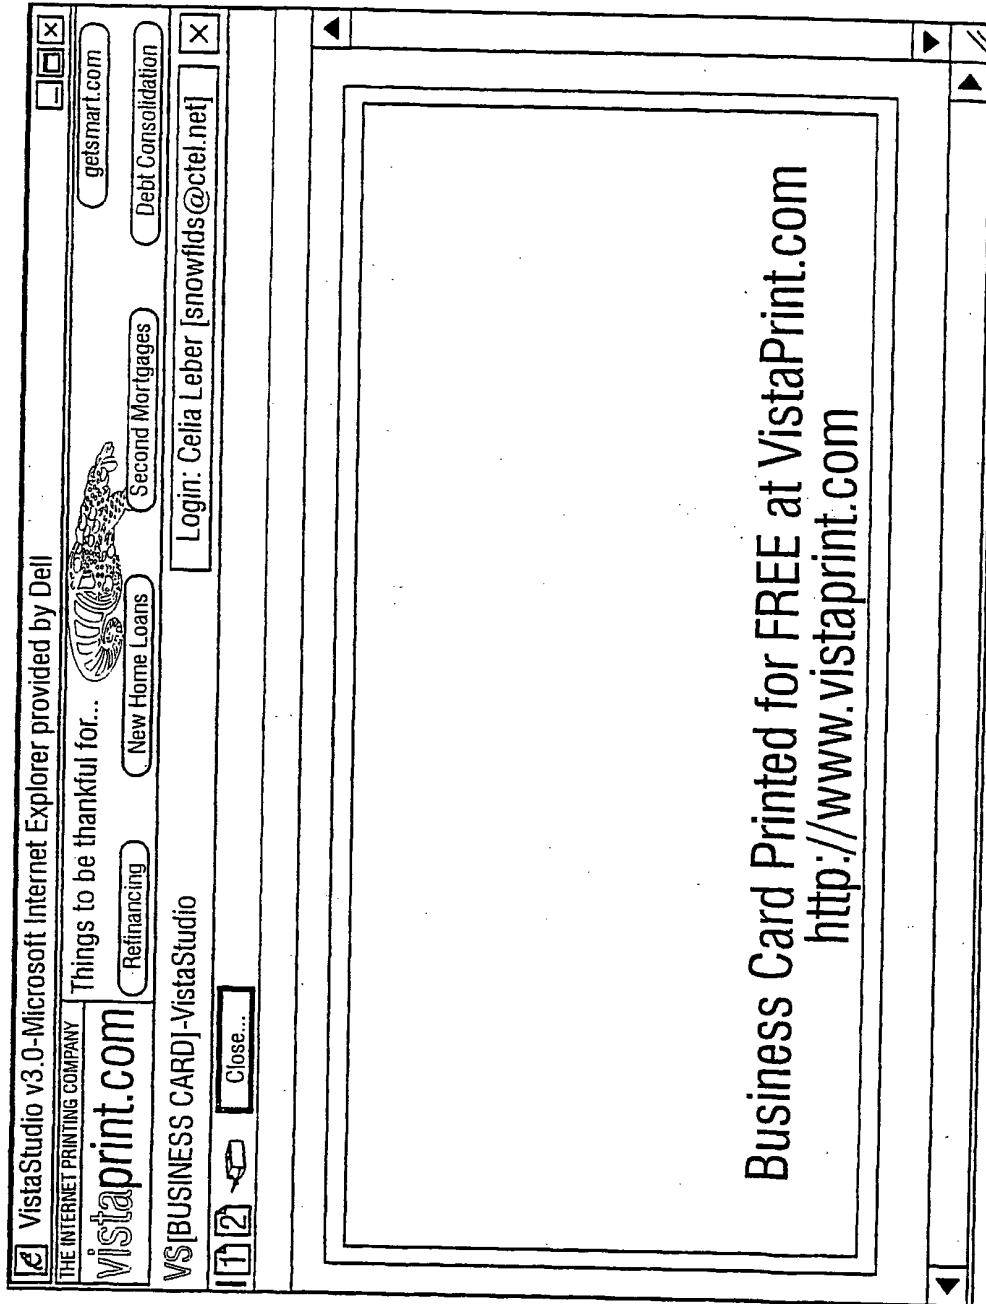 VistaStudio v3.0-Microsoft Internet Explorer provided by Dell
THE INTERNET PRINTING COMPANY
vistaprint.com
Things to be thankful for...
getsmart.com
Refinancing
New Home Loans
Second Mortgages
Debt Consolidation
VS[BUSINESS CARD]-VistaStudio
Login: Celia Leber [snowflds@ctel.net]
1 2
Close...
Business Card Printed for FREE at VistaPrint.com
http://www.vistaprint.com